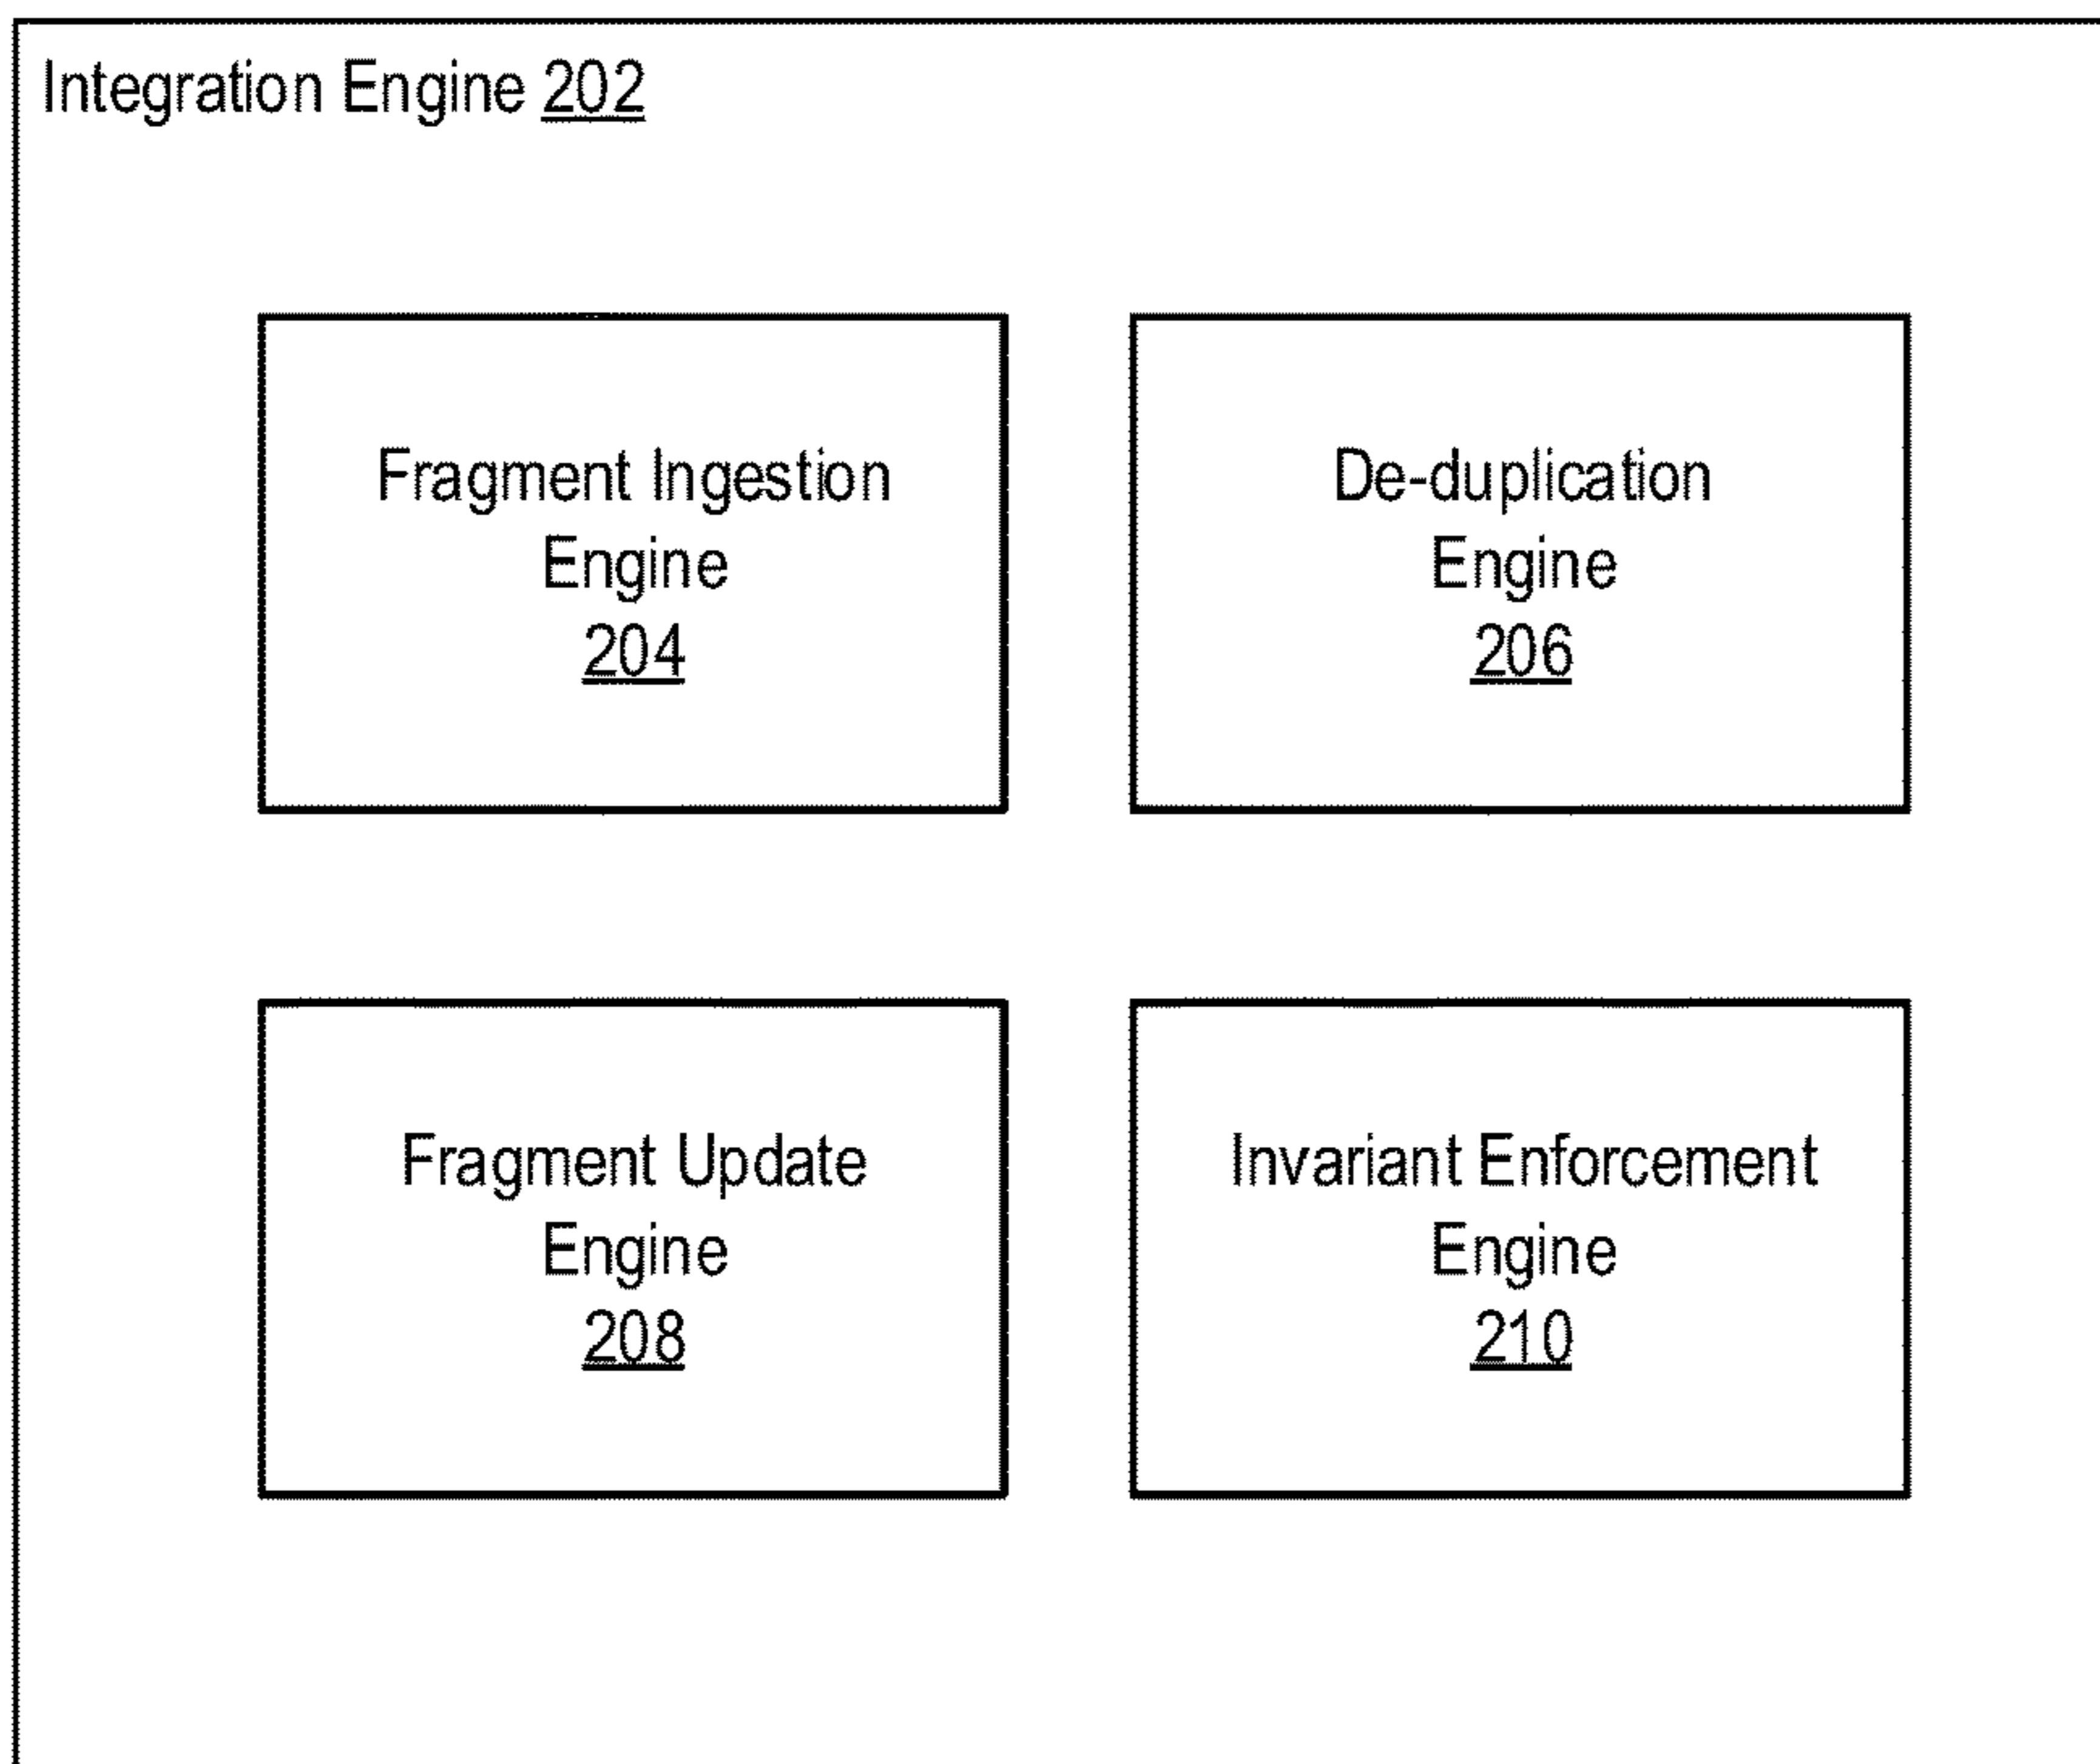 Integration Engine 202
Fragment Ingestion
Engine
204
De-duplication
Engine
206
Fragment Update
Engine
208
Invariant Enforcement
Engine
210